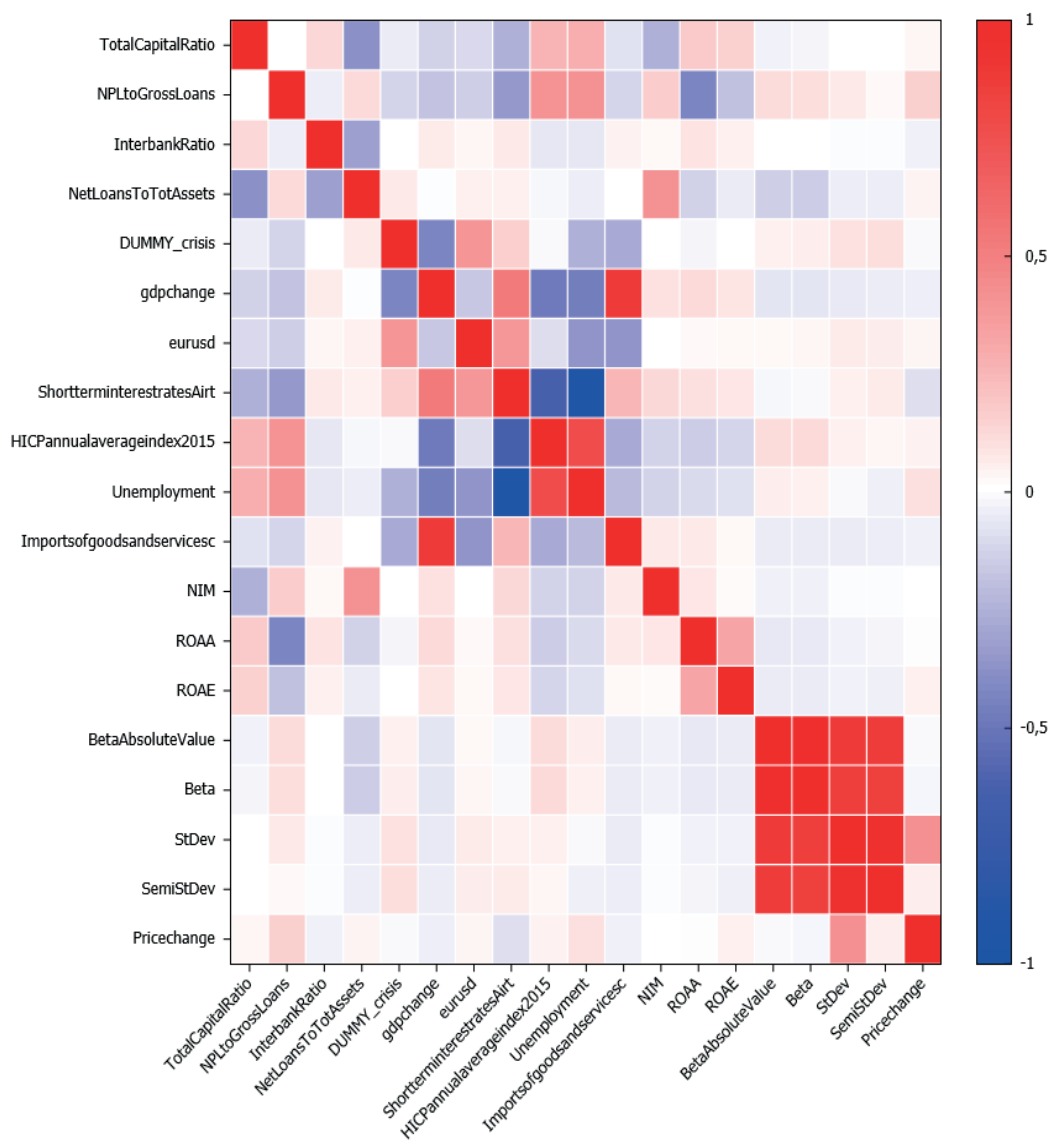 TotalCapitalRatio
NPLtoGrossLoans
InterbankRatio
NetLoansToTotAssets
DUMMY_crisis
gdpchange
eurusd
ShortterminterestratesAirt
HICPannualaverageindex2015
Unemployment
Importsofgoodsandservicesc
NIM
ROAA
ROAE
BetaAbsoluteValue
Beta
StDev
SemiStDev
Pricechange
TotalCapitalRatio
NPLtoGrossLoans
InterbankRatio
NetLoansToTotAssets
DUMMY_crisis
gdpchange
eurusd
ShortterminterestratesAirt
HICPannualaverageindex2015
Unemployment
Importsofgoodsandservicesc
NIM
ROAA
ROAE
BetaAbsoluteValue
Beta
StDev
SemiStDev
Pricechange
1
0,5
0
-0,5
-1